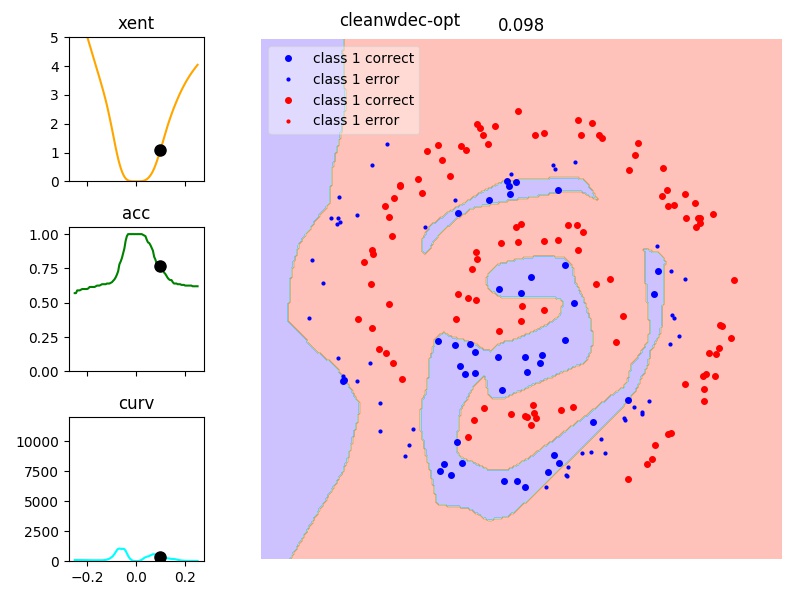 xent
5
4
3
2
1
0
acc
1.00
0.75
0.50
0.25
0.00
curv
10000
7500
5000
2500
0
−0.2 0.0 0.2
cleanwdec-opt 0.098
class 1 correct
class 1 error
class 1 correct
class 1 error